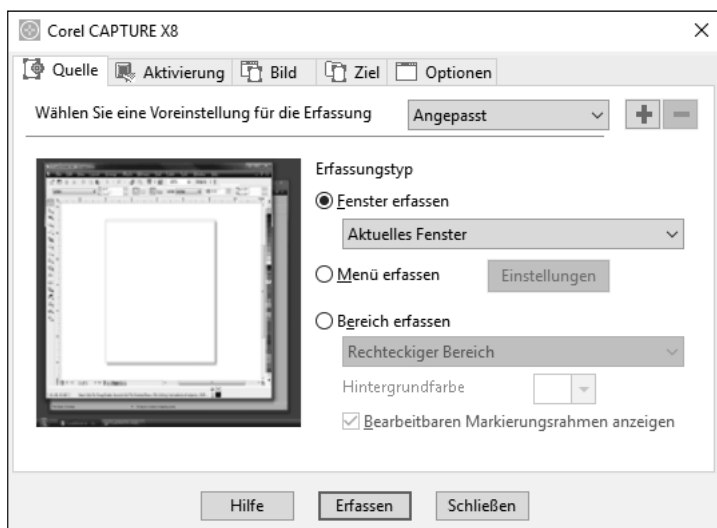 Corel CAPTURE X8
Quelle Aktivierung Bild Ziel Optionen
Wählen Sie eine Voreinstellung für die Erfassung Angepasst
Erfassungstyp
Fenster erfassen
Aktuelles Fenster
Menü erfassen Einstellungen
Bereich erfassen
Rechteckiger Bereich
Hintergrundfarbe
Bearbeitbaren Markierungsrahmen anzeigen
Hilfe Erfassen Schließen